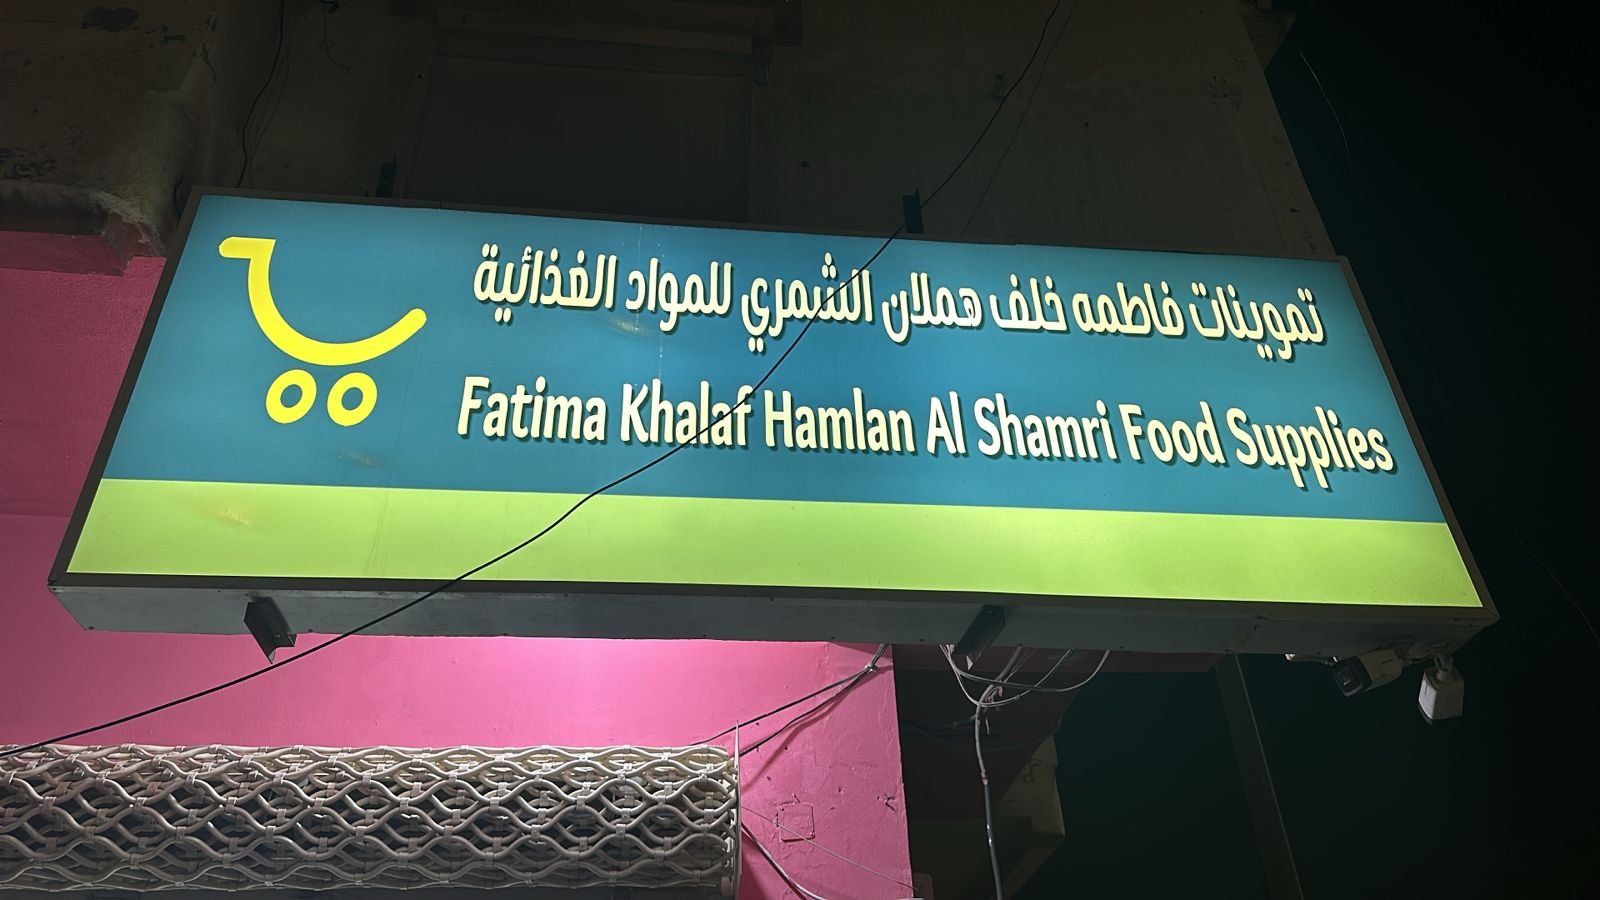 تموينات فاطمه خلف هملان الشمري للمواد الغذائية
Fatima Khalaf Hamlan Al Shamri Food Supplies